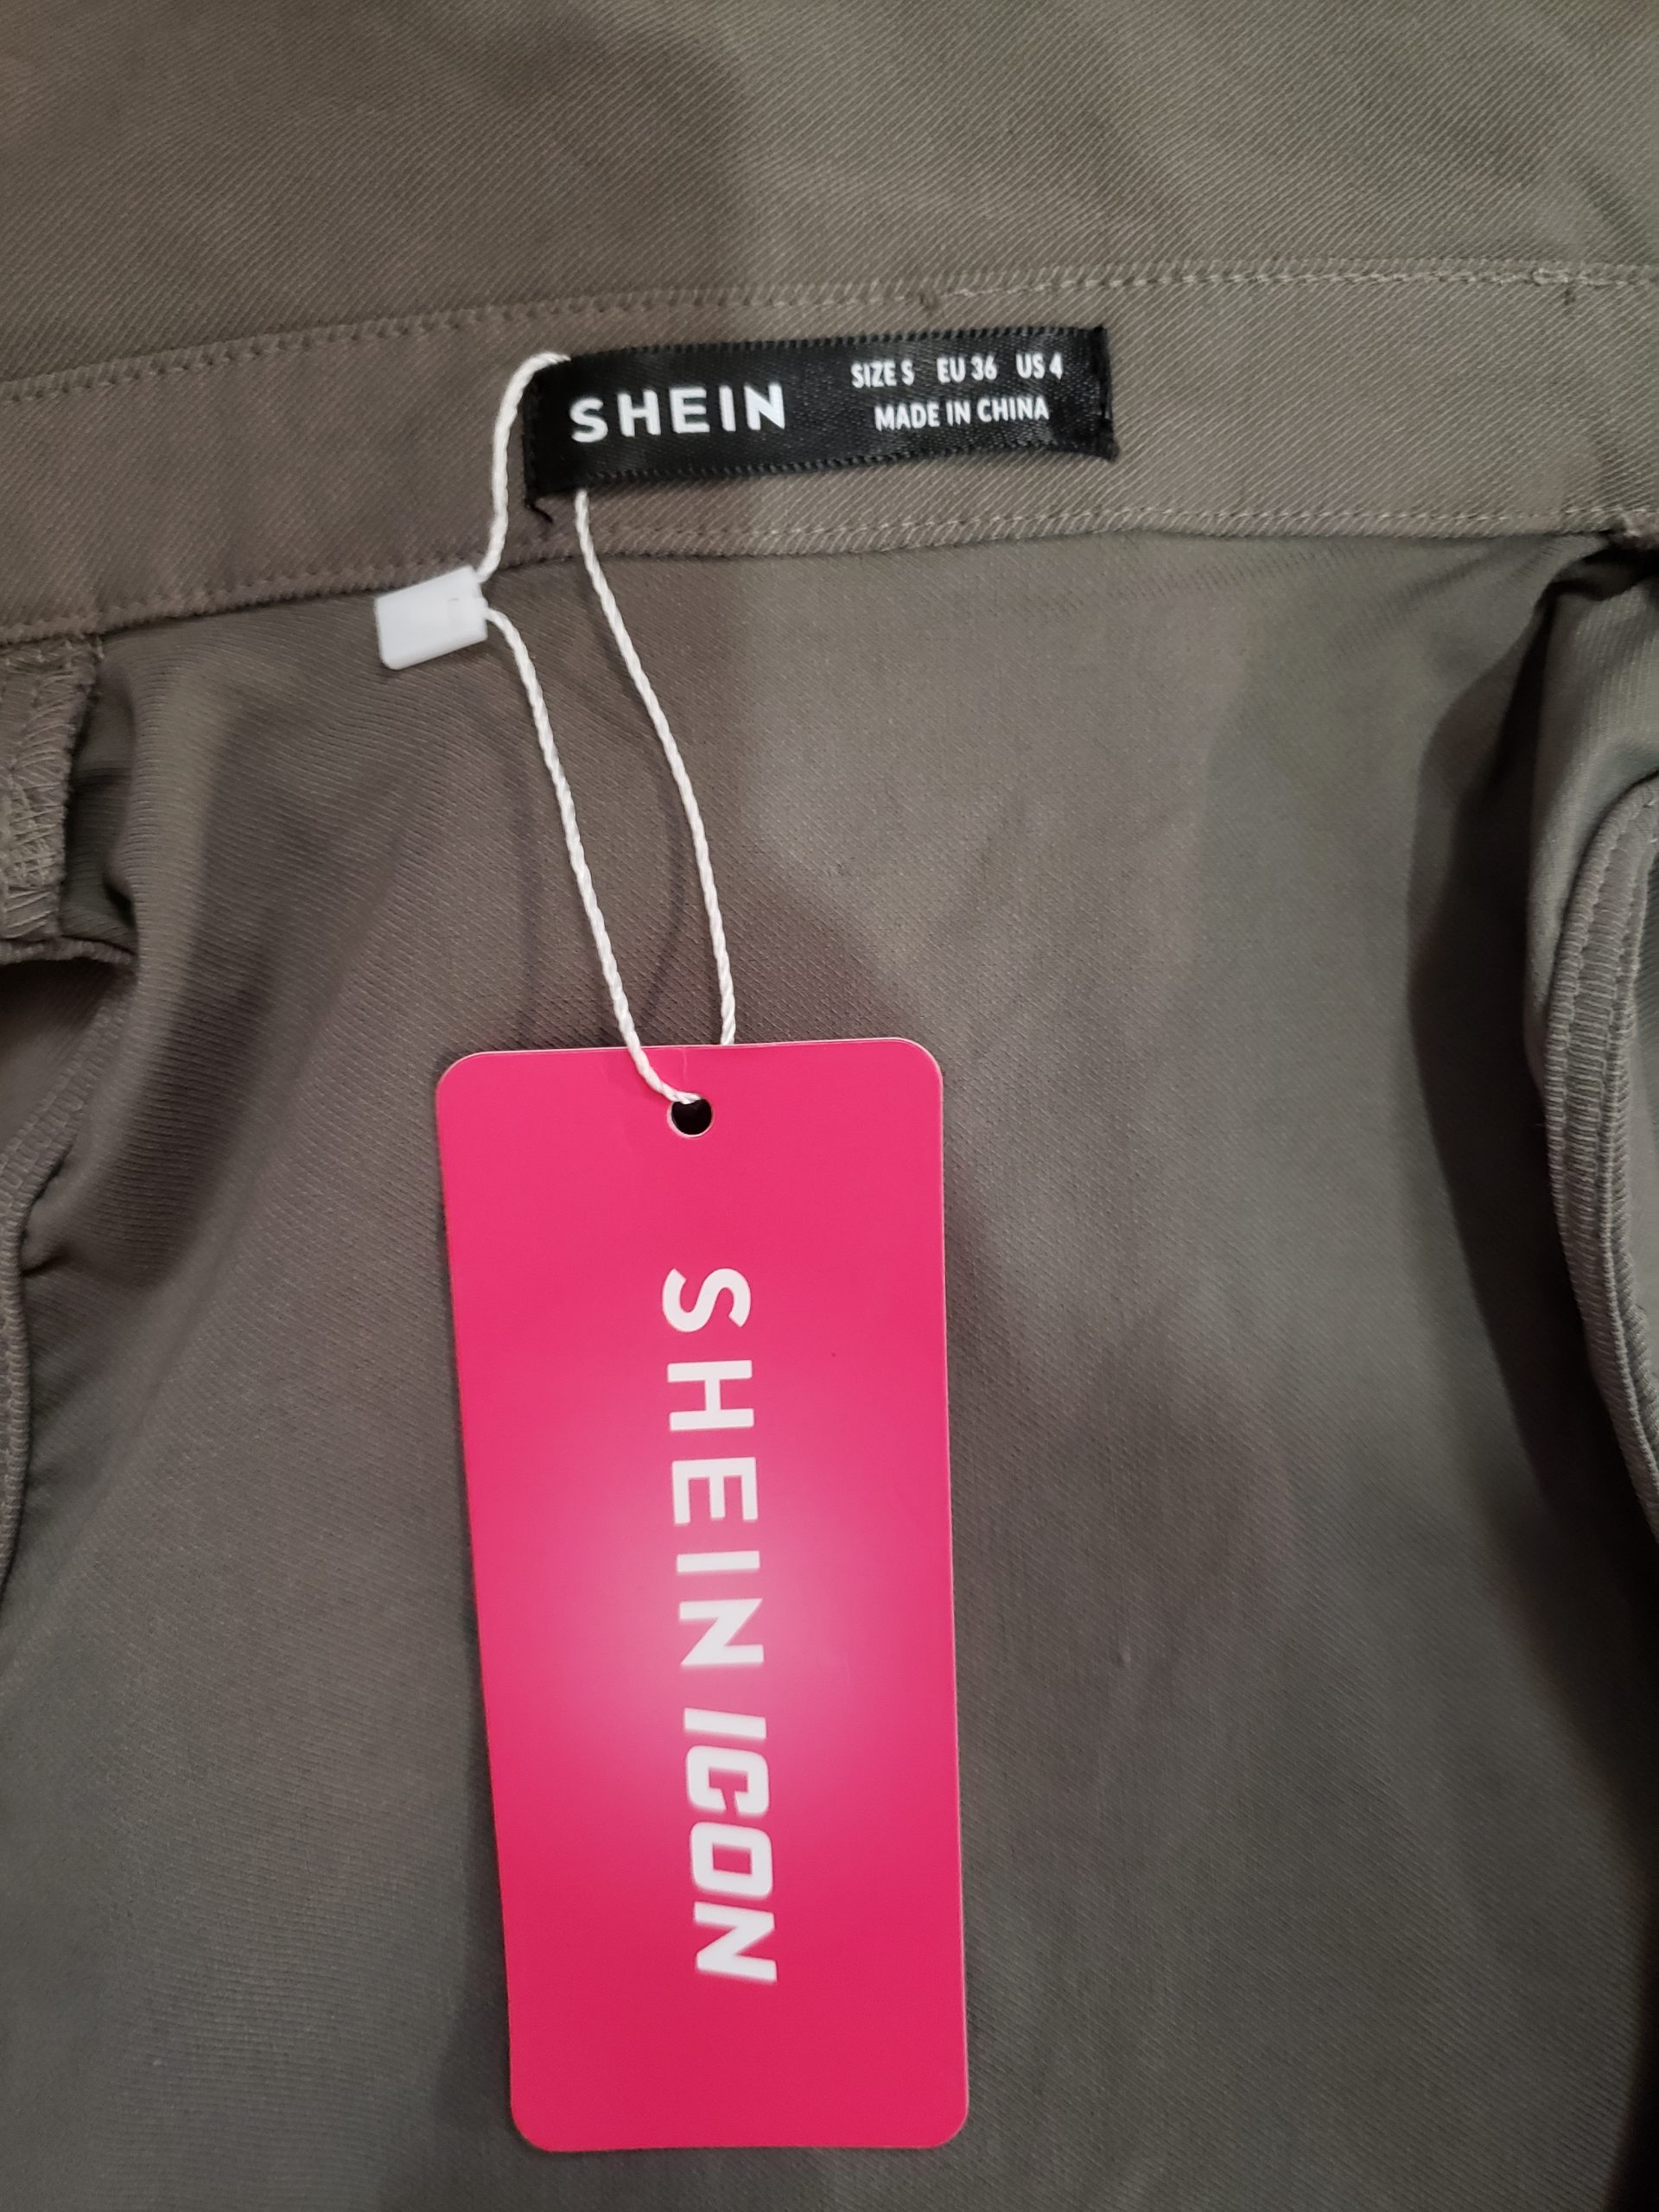 SHEIN
SIZE S EU 36 US 4
MADE IN CHINA
SHEIN ICON